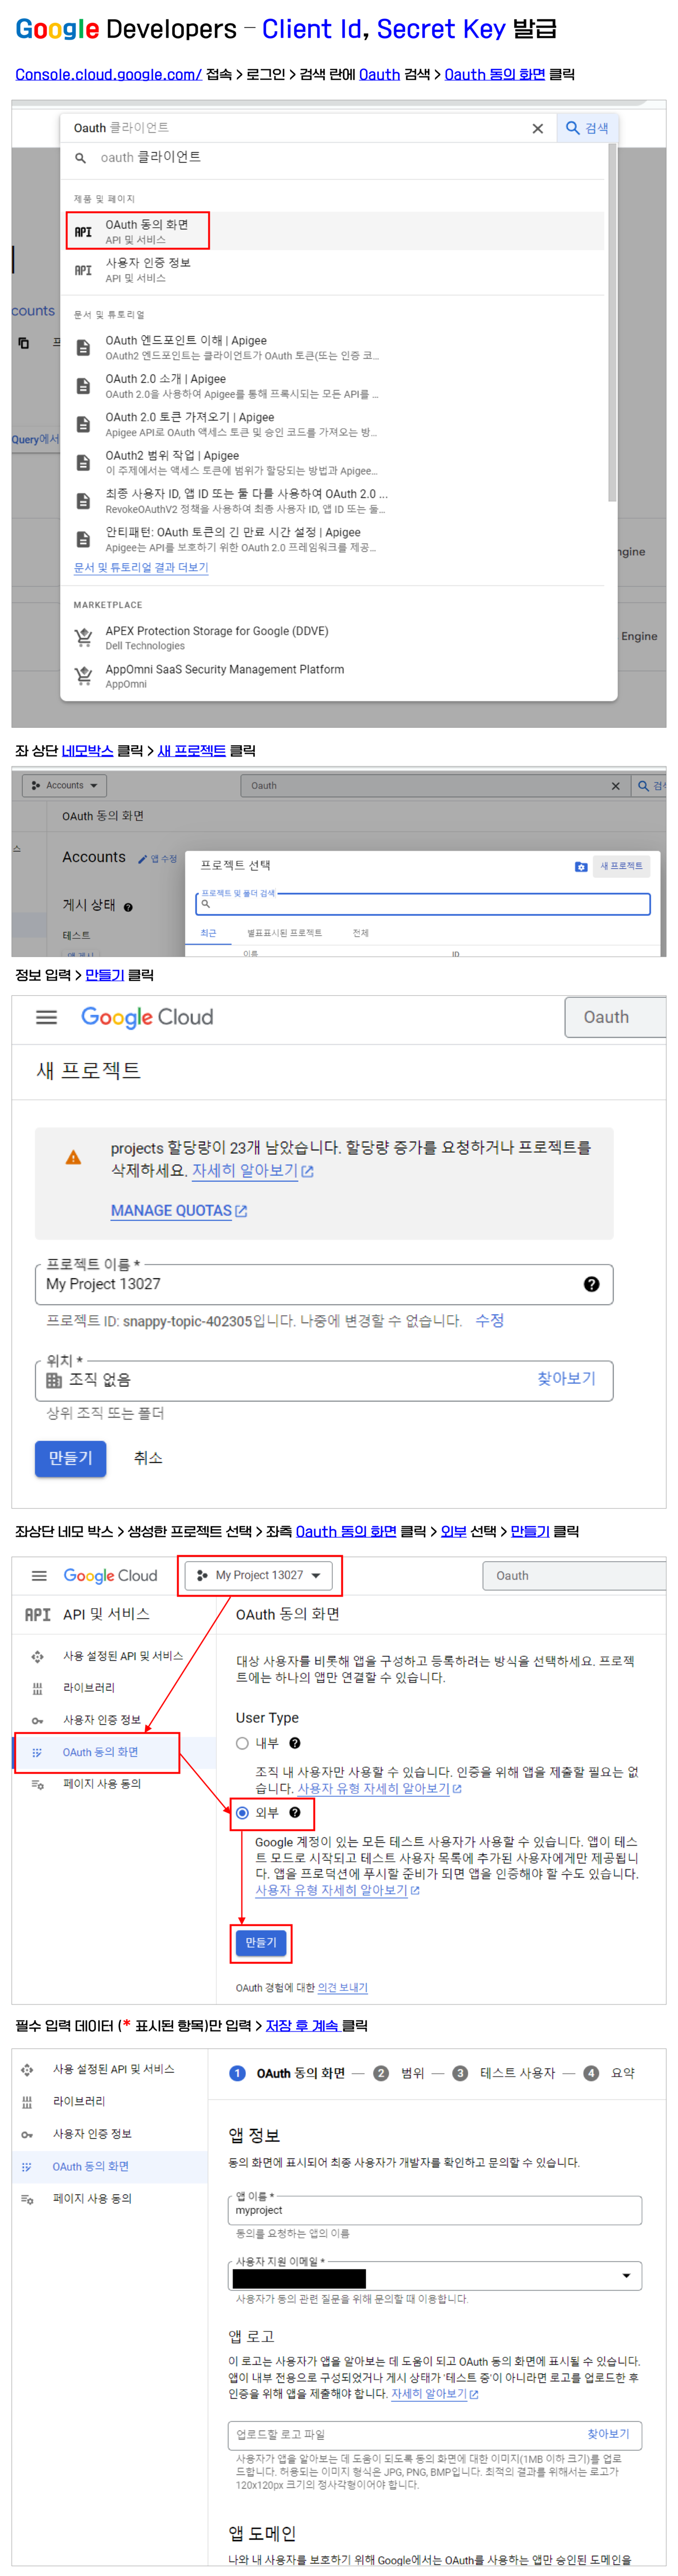 Google Developers – Client Id, Secret Key 발급
Console.cloud.google.com/ 접속 > 로그인 > 검색 란에 Oauth 검색 > Oauth 동의 화면 클릭
Oauth 클라이언트
검색
oauth 클라이언트
제품 및 페이지
API OAuth 동의 화면
API 및 서비스
API 사용자 인증 정보
API 및 서비스
counts
문서 및 튜토리얼
OAuth 엔드포인트 이해 | Apigee
OAuth2 엔드포인트는 클라이언트가 OAuth 토큰(또는 인증 코...
OAuth 2.0 소개 | Apigee
OAuth 2.0을 사용하여 Apigee를 통해 프록시되는 모든 API를 ...
OAuth 2.0 토큰 가져오기 | Apigee
Apigee API로 OAuth 액세스 토큰 및 승인 코드를 가져오는 방...
Query에서
OAuth2 범위 작업 | Apigee
이 주제에서는 액세스 토큰에 범위가 할당되는 방법과 Apigee...
최종 사용자 ID, 앱 ID 또는 둘 다를 사용하여 OAuth 2.0 ...
RevokeOAuthV2 정책을 사용하여 최종 사용자 ID, 앱 ID 또는 둘...
안티패턴: OAuth 토큰의 긴 만료 시간 설정 | Apigee
Apigee는 API를 보호하기 위한 OAuth 2.0 프레임워크를 제공...
ngine
문서 및 튜토리얼 결과 더보기
MARKETPLACE
APEX Protection Storage for Google (DDVE)
Dell Technologies
Engine
AppOmni SaaS Security Management Platform
AppOmni
좌 상단 네모박스 클릭 > 새 프로젝트 클릭
Accounts
Oauth
OAuth 동의 화면
Accounts 앱 수정
프로젝트 선택
새 프로젝트
프로젝트 및 폴더 검색
게시 상태
테스트
최근 별표표시된 프로젝트 전체
이름 ID
정보 입력 > 만들기 클릭
Google Cloud
Oauth
새 프로젝트
projects 할당량이 23개 남았습니다. 할당량 증가를 요청하거나 프로젝트를
삭제하세요. 자세히 알아보기
MANAGE QUOTAS
프로젝트 이름 *
My Project 13027
프로젝트 ID: snappy-topic-402305입니다. 나중에 변경할 수 없습니다. 수정
위치 *
조직 없음
찾아보기
상위 조직 또는 폴더
만들기 취소
좌상단 네모 박스 > 생성한 프로젝트 선택 > 좌측 Oauth 동의 화면 클릭 > 외부 선택 > 만들기 클릭
Google Cloud
My Project 13027
Oauth
API API 및 서비스
OAuth 동의 화면
사용 설정된 API 및 서비스
라이브러리
사용자 인증 정보
OAuth 동의 화면
페이지 사용 동의
대상 사용자를 비롯해 앱을 구성하고 등록하려는 방식을 선택하세요. 프로젝
트에는 하나의 앱만 연결할 수 있습니다.
User Type
내부
조직 내 사용자만 사용할 수 있습니다. 인증을 위해 앱을 제출할 필요는 없
습니다. 사용자 유형 자세히 알아보기
외부
Google 계정이 있는 모든 테스트 사용자가 사용할 수 있습니다. 앱이 테스
트 모드로 시작되고 테스트 사용자 목록에 추가된 사용자에게만 제공됩니
다. 앱을 프로덕션에 푸시할 준비가 되면 앱을 인증해야 할 수도 있습니다.
사용자 유형 자세히 알아보기
만들기
OAuth 경험에 대한 의견 보내기
필수 입력 데이터 (* 표시된 항목)만 입력 > 저장 후 계속 클릭
사용 설정된 API 및 서비스
라이브러리
사용자 인증 정보
OAuth 동의 화면
페이지 사용 동의
1 OAuth 동의 화면 — 2 범위 — 3 테스트 사용자 — 4 요약
앱 정보
동의 화면에 표시되어 최종 사용자가 개발자를 확인하고 문의할 수 있습니다.
앱 이름 *
myproject
동의를 요청하는 앱의 이름
사용자 지원 이메일 *
사용자가 동의 관련 질문을 위해 문의할 때 이용합니다.
앱 로고
이 로고는 사용자가 앱을 알아보는 데 도움이 되고 OAuth 동의 화면에 표시될 수 있습니다.
앱이 내부 전용으로 구성되었거나 게시 상태가 '테스트 중'이 아니라면 로고를 업로드한 후
인증을 위해 앱을 제출해야 합니다. 자세히 알아보기
업로드할 로고 파일
찾아보기
사용자가 앱을 알아보는 데 도움이 되도록 동의 화면에 대한 이미지(1MB 이하 크기)를 업로
드합니다. 허용되는 이미지 형식은 JPG, PNG, BMP입니다. 최적의 결과를 위해서는 로고가
120x120px 크기의 정사각형이어야 합니다.
앱 도메인
나와 내 사용자를 보호하기 위해 Google에서는 OAuth를 사용하는 앱만 승인된 도메인을